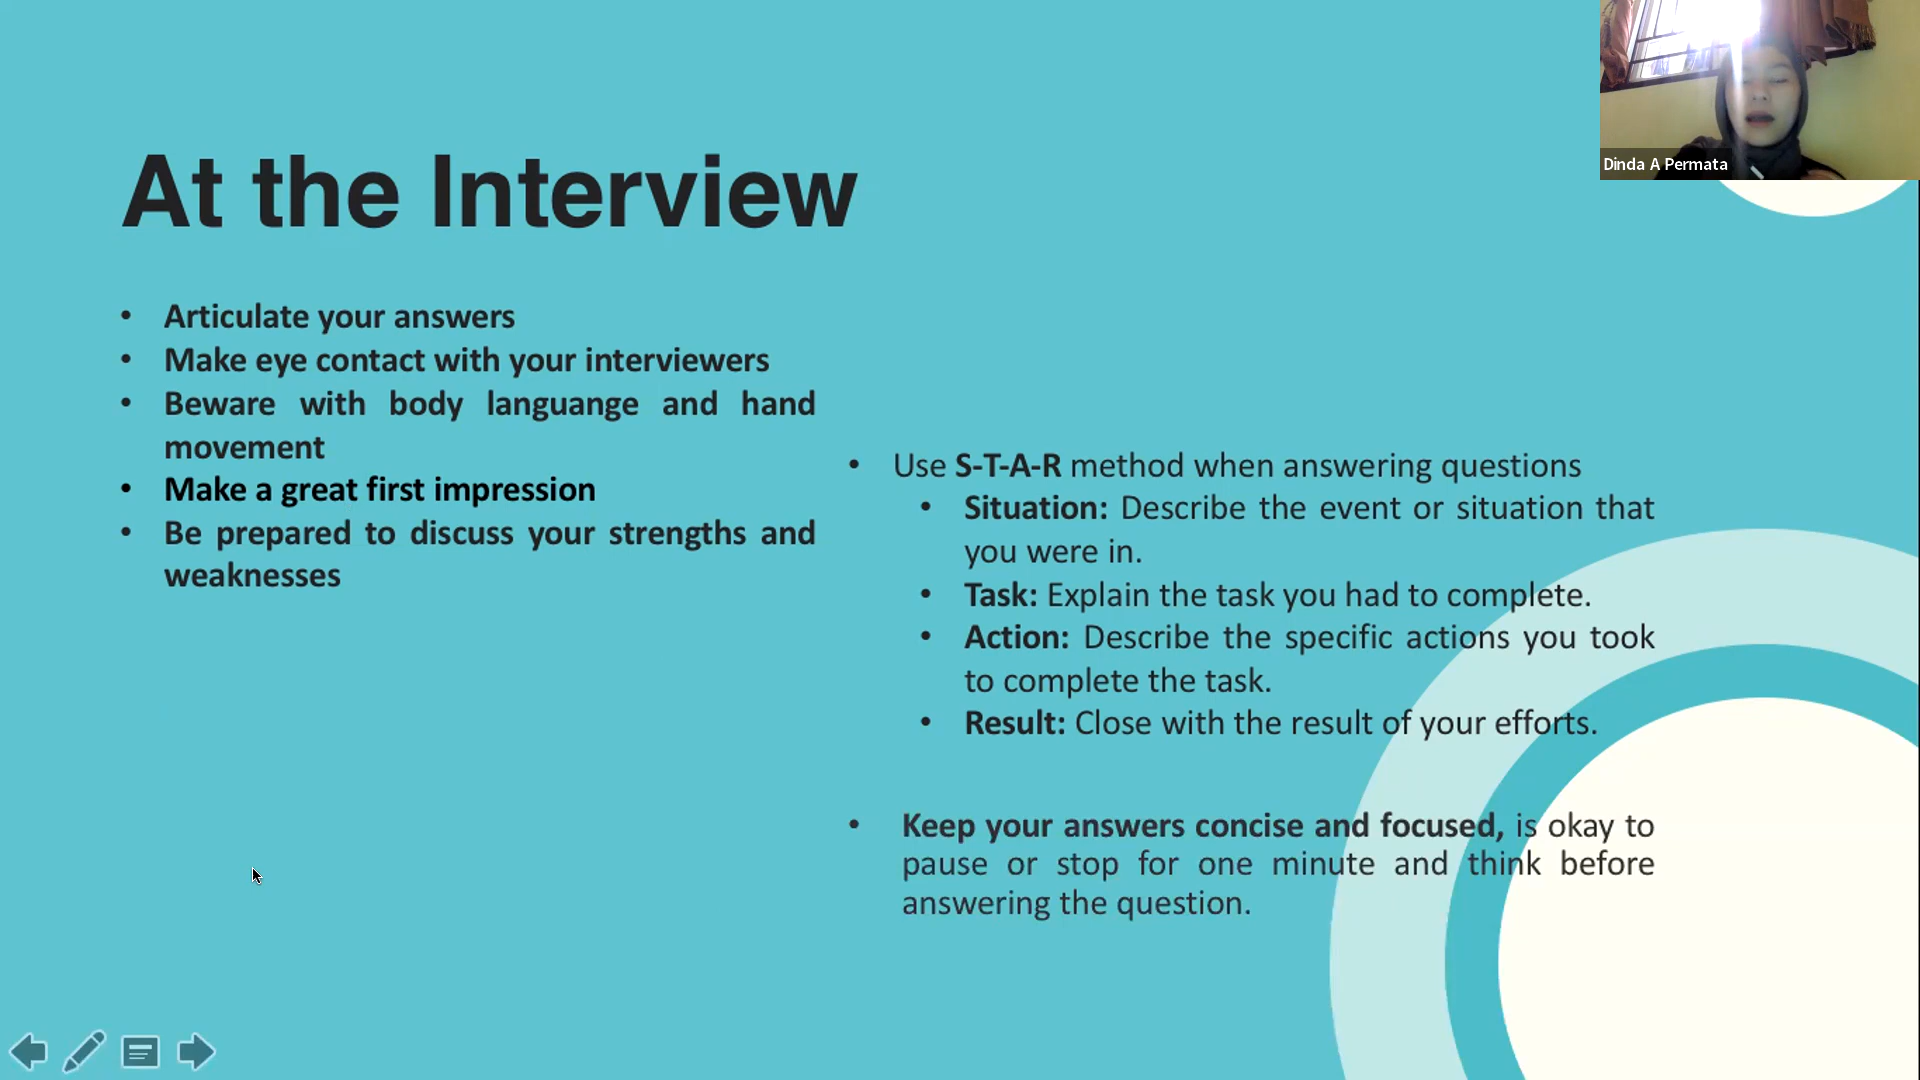 Dinda A Permata
At the Interview
• Articulate your answers
• Make eye contact with your interviewers
• Beware with body languange and hand
movement
• Make a great first impression
• Be prepared to discuss your strengths and
weaknesses
• Use S-T-A-R method when answering questions
• Situation: Describe the event or situation that
you were in.
• Task: Explain the task you had to complete.
• Action: Describe the specific actions you took
to complete the task.
• Result: Close with the result of your efforts.
• Keep your answers concise and focused, is okay to
pause or stop for one minute and think before
answering the question.